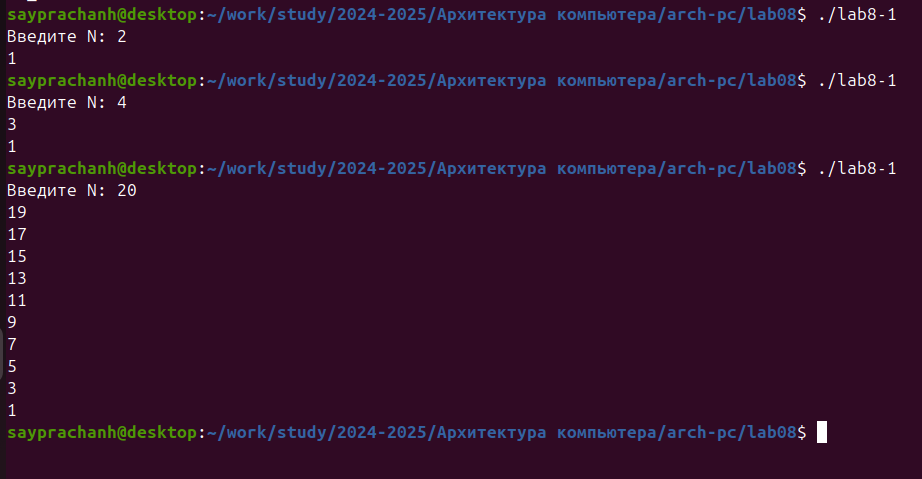 sayprachanh@desktop:~/work/study/2024-2025/Архитектура компьютера/arch-pc/lab08$ ./lab8-1
Введите N: 2
1
sayprachanh@desktop:~/work/study/2024-2025/Архитектура компьютера/arch-pc/lab08$ ./lab8-1
Введите N: 4
3
1
sayprachanh@desktop:~/work/study/2024-2025/Архитектура компьютера/arch-pc/lab08$ ./lab8-1
Введите N: 20
19
17
15
13
11
9
7
5
3
1
sayprachanh@desktop:~/work/study/2024-2025/Архитектура компьютера/arch-pc/lab08$